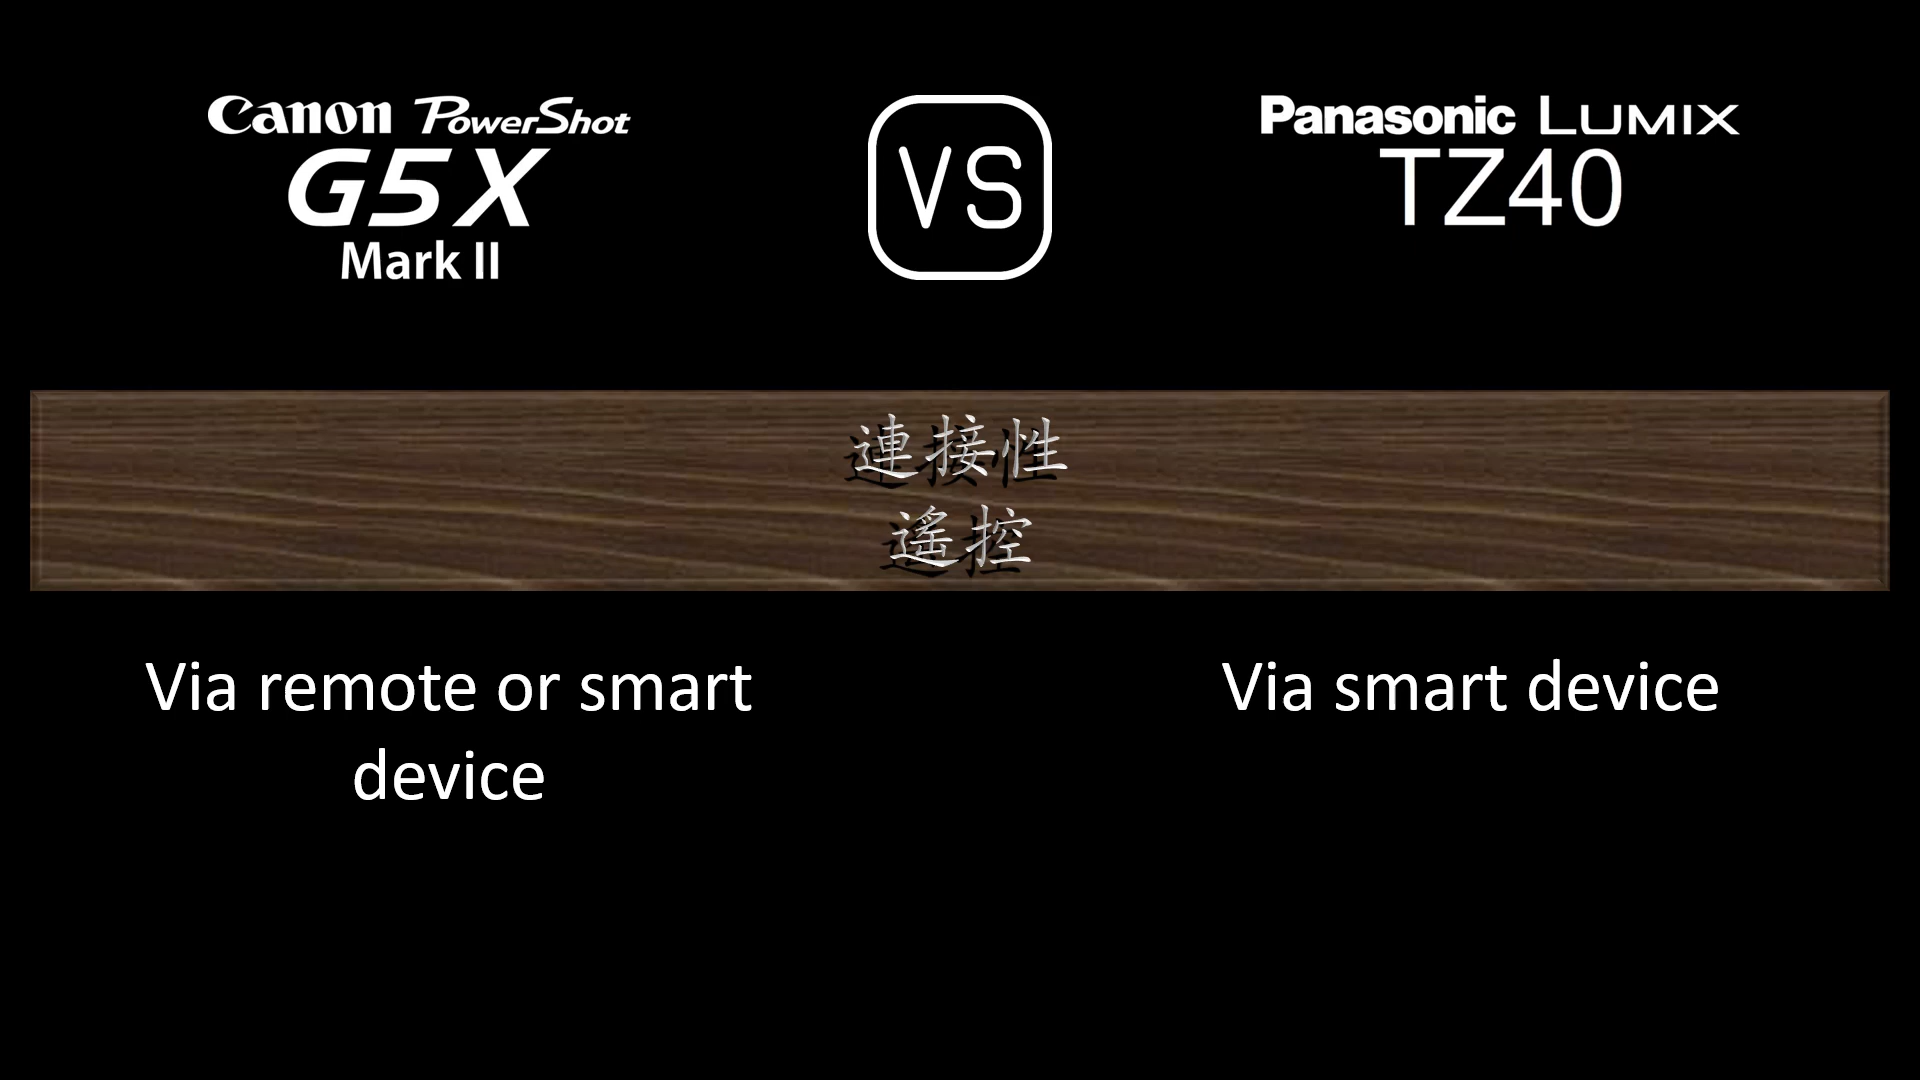 Canon PowerShot
G5X
Mark II
VS
Panasonic LUMIX
TZ40
連接性
遙控
Via remote or smart
device
Via smart device